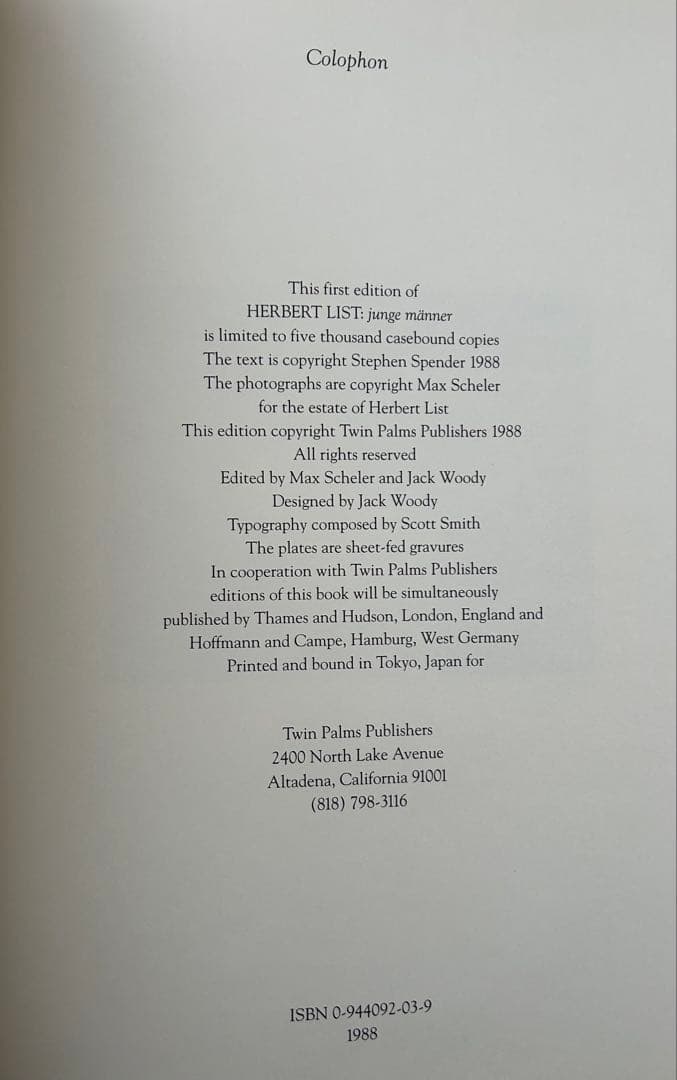 Colophon
This first edition of
HERBERT LIST: junge männer
is limited to five thousand casebound copies
The text is copyright Stephen Spender 1988
The photographs are copyright Max Scheler
for the estate of Herbert List
This edition copyright Twin Palms Publishers 1988
All rights reserved
Edited by Max Scheler and Jack Woody
Designed by Jack Woody
Typography composed by Scott Smith
The plates are sheet-fed gravures
In cooperation with Twin Palms Publishers
editions of this book will be simultaneously
published by Thames and Hudson, London, England and
Hoffmann and Campe, Hamburg, West Germany
Printed and bound in Tokyo, Japan for
Twin Palms Publishers
2400 North Lake Avenue
Altadena, California 91001
(818) 798-3116
ISBN 0-944092-03-9
1988